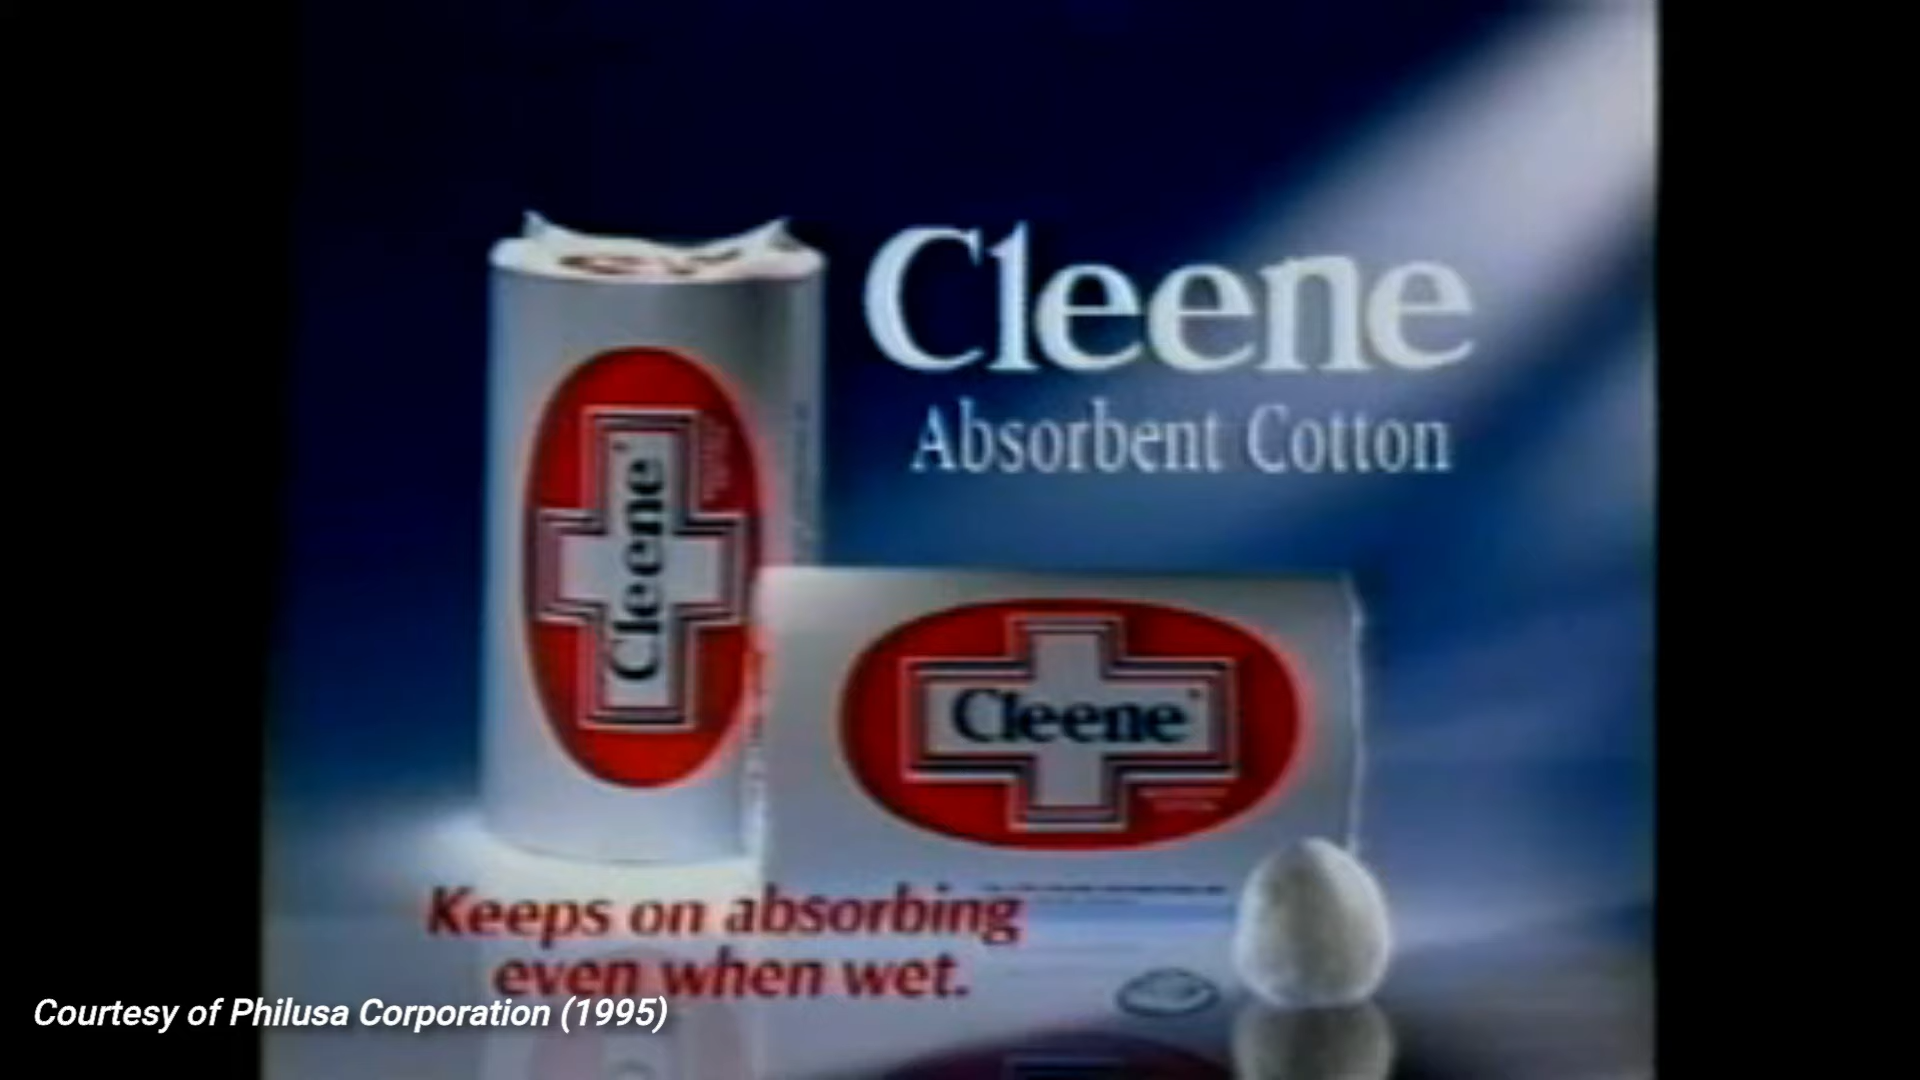 Cleene
Absorbent Cotton
Cleene
Cleene
Keeps on absorbing
even when wet.
Courtesy of Philusa Corporation (1995)